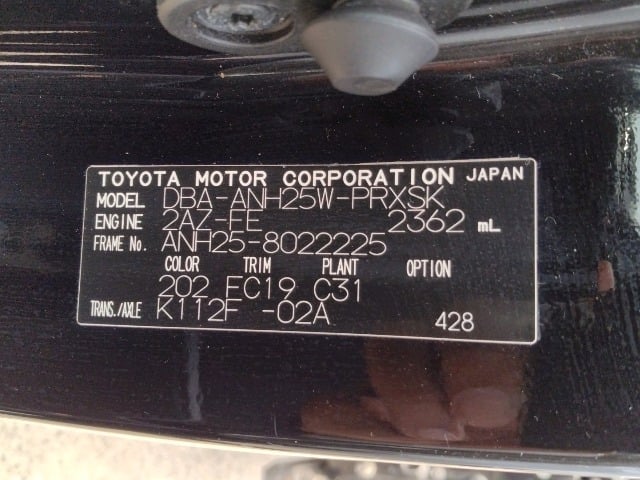 TOYOTA MOTOR CORPORATION JAPAN
MODEL DBA-ANH25W-PRXSK
ENGINE 2AZ-FE 2362 mL
FRAME No. ANH25-8022225
COLOR TRIM PLANT OPTION
202 FC19 C31
TRANS./AXLE K112F -02A
428